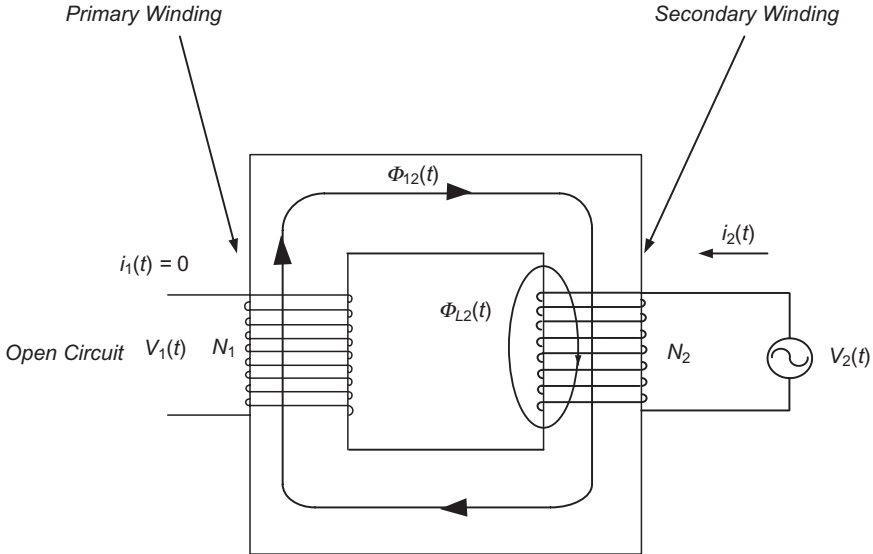 Primary Winding
Secondary Winding
Φ12(t)
i2(t)
i1(t) = 0
ΦL2(t)
Open Circuit V1(t) N1
N2
V2(t)